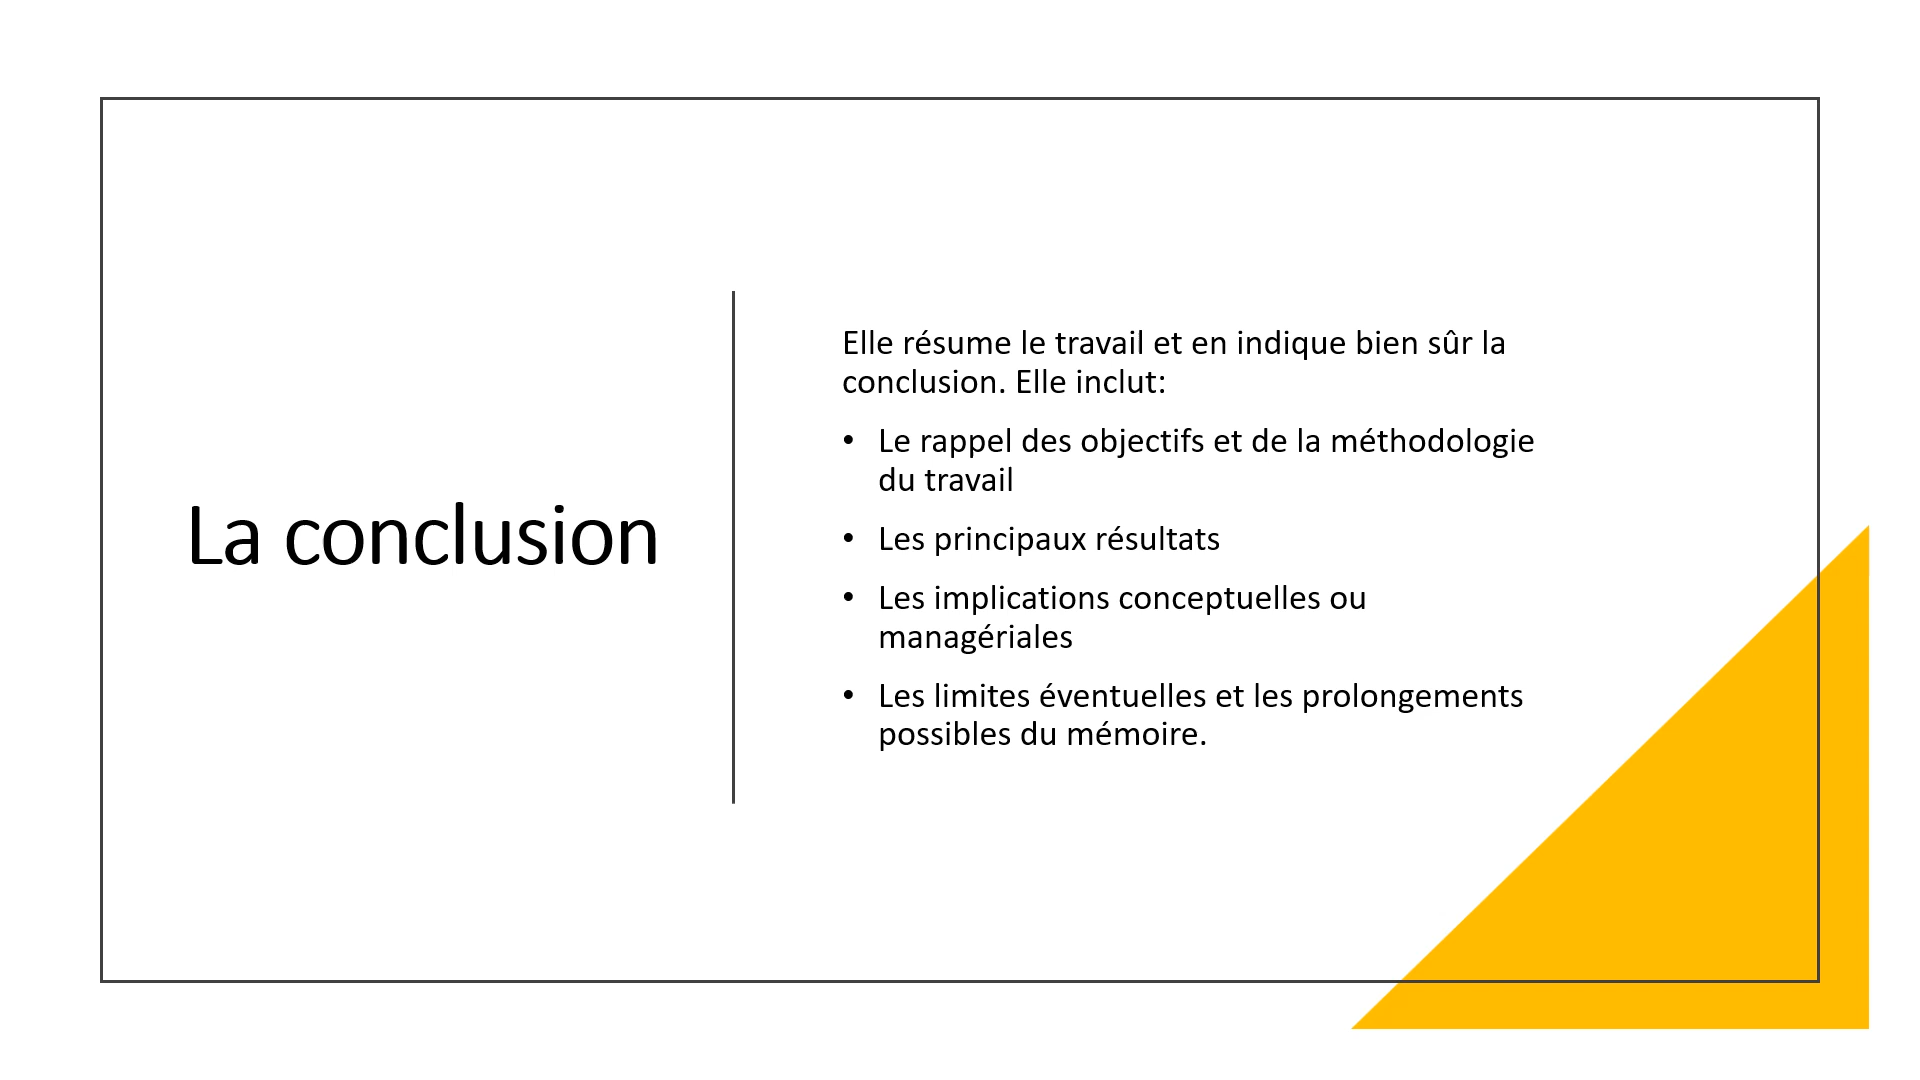 La conclusion
Elle résume le travail et en indique bien sûr la
conclusion. Elle inclut:
• Le rappel des objectifs et de la méthodologie
du travail
• Les principaux résultats
• Les implications conceptuelles ou
managériales
• Les limites éventuelles et les prolongements
possibles du mémoire.